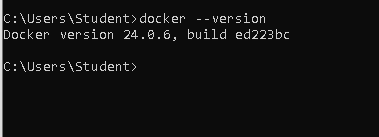 C:\Users\Student>docker --version
Docker version 24.0.6, build ed223bc
C:\Users\Student>